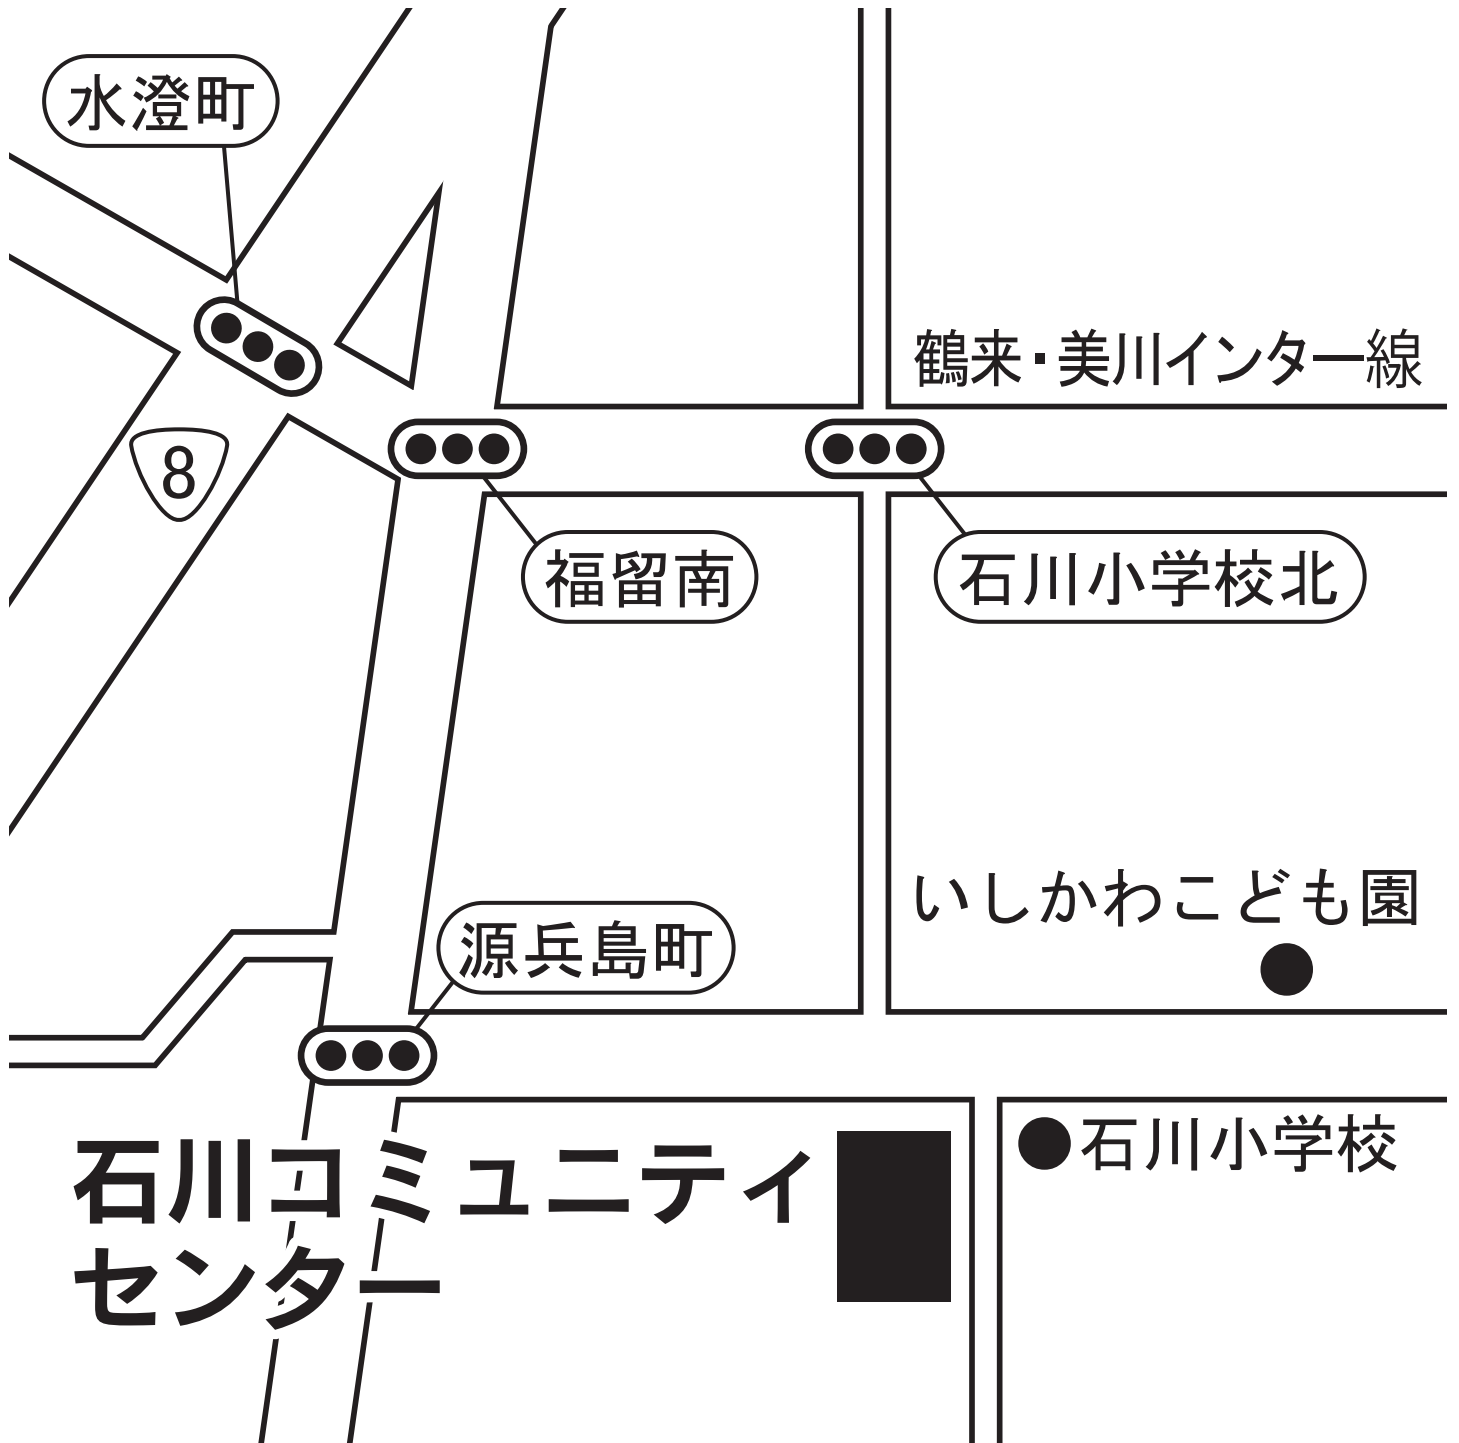 水澄町
鶴来・美川インター線
8
福留南
石川小学校北
いしかわこども園
源兵島町
石川小学校
石川コミュニティ
センター